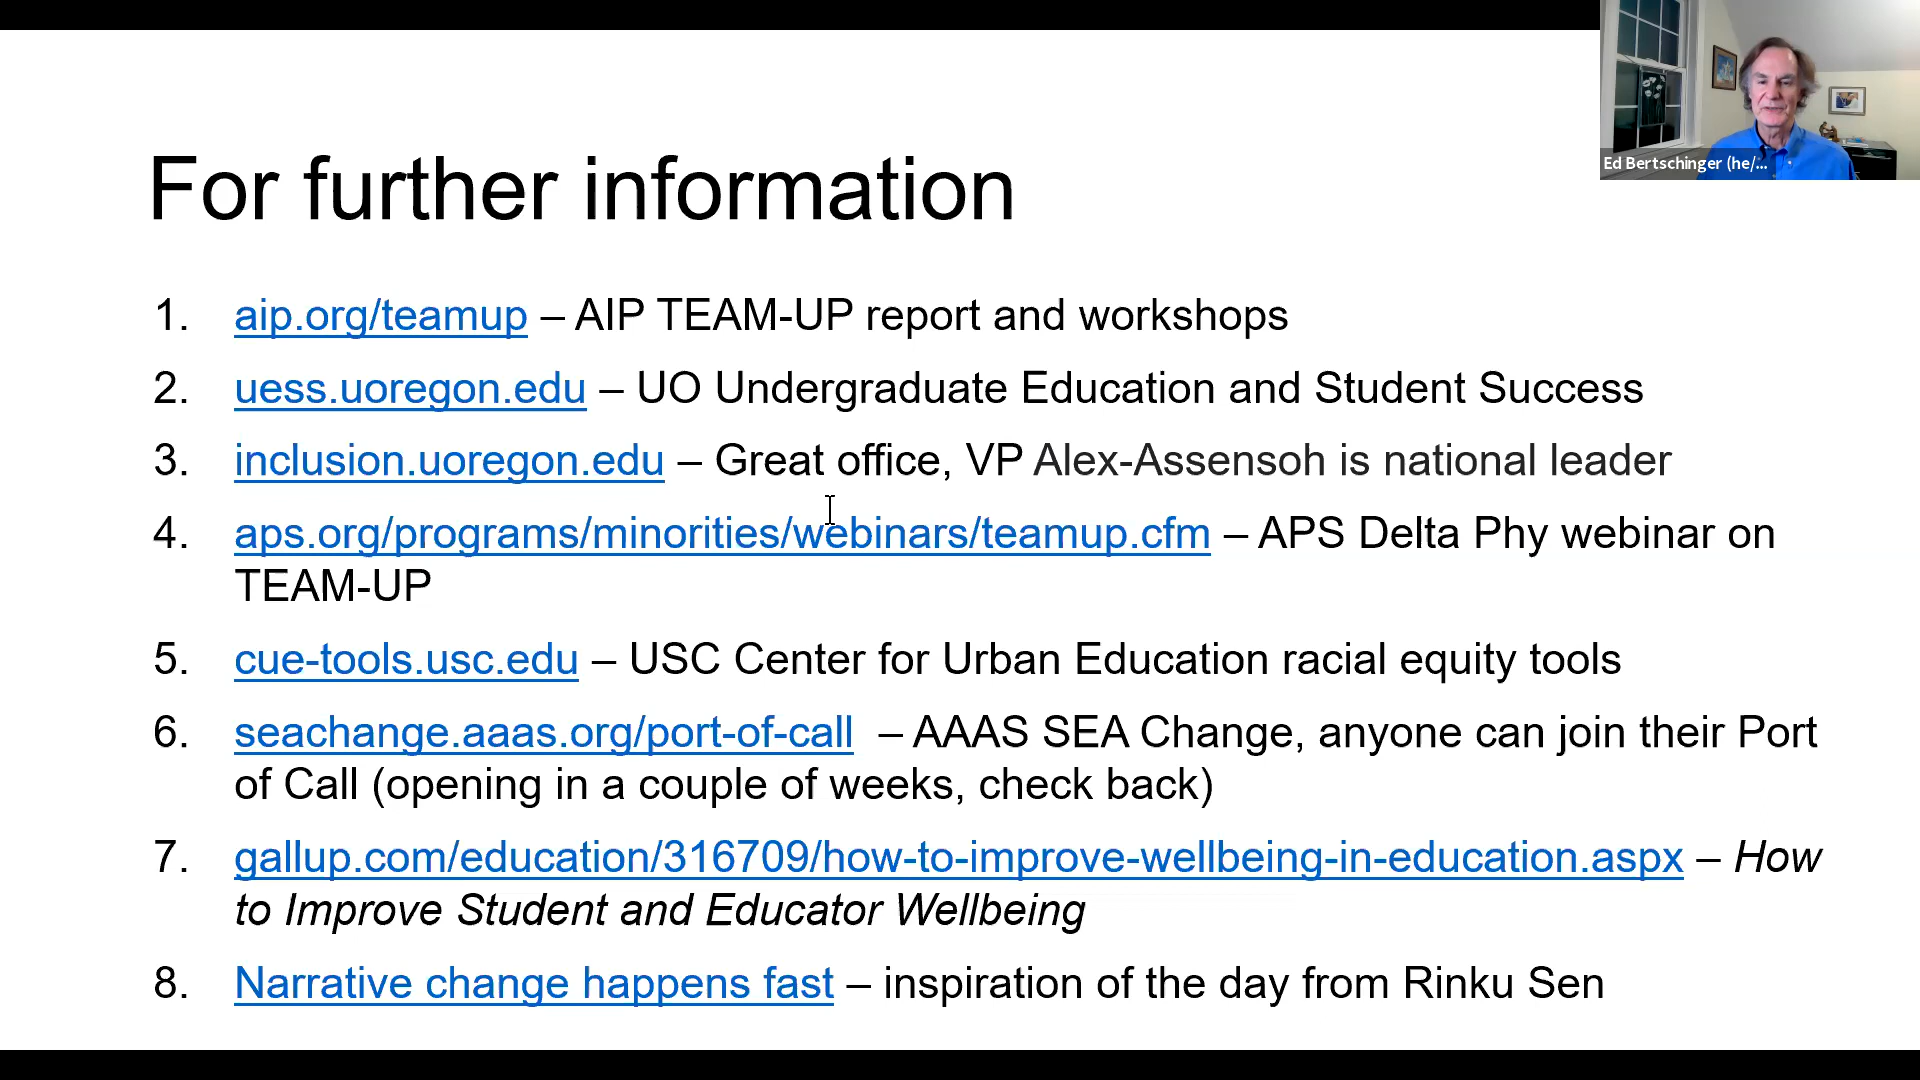 Ed Bertschinger (he/...
For further information
1. aip.org/teamup – AIP TEAM-UP report and workshops
2. uess.uoregon.edu – UO Undergraduate Education and Student Success
3. inclusion.uoregon.edu – Great office, VP Alex-Assensoh is national leader
4. aps.org/programs/minorities/webinars/teamup.cfm – APS Delta Phy webinar on
TEAM-UP
5. cue-tools.usc.edu – USC Center for Urban Education racial equity tools
6. seachange.aaas.org/port-of-call – AAAS SEA Change, anyone can join their Port
of Call (opening in a couple of weeks, check back)
7. gallup.com/education/316709/how-to-improve-wellbeing-in-education.aspx – How
to Improve Student and Educator Wellbeing
8. Narrative change happens fast – inspiration of the day from Rinku Sen